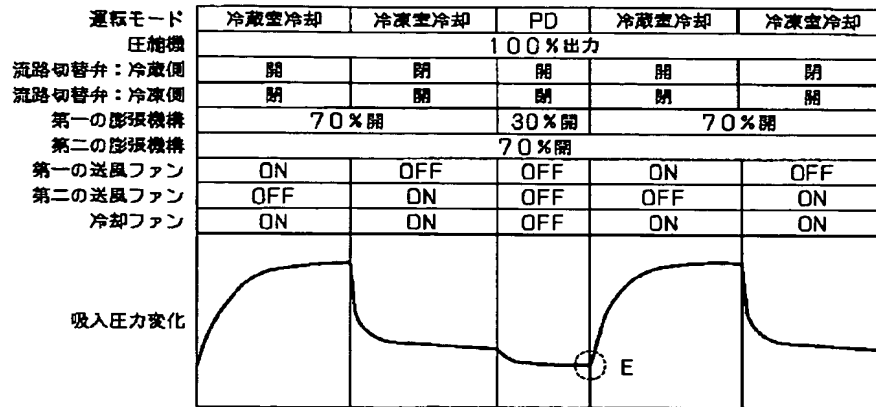 運転モード 冷蔵室冷却 冷凍室冷却 PD 冷蔵室冷却 冷凍室冷却
圧縮機 100%出力
流路切替弁：冷蔵側 開 閉 開 開 閉
流路切替弁：冷凍側 閉 開 閉 閉 開
第一の膨張機構 70%開 30%開 70%開
第二の膨張機構 70%開
第一の送風ファン ON OFF OFF ON OFF
第二の送風ファン OFF ON OFF OFF ON
冷却ファン ON ON OFF ON ON
吸入圧力変化
E